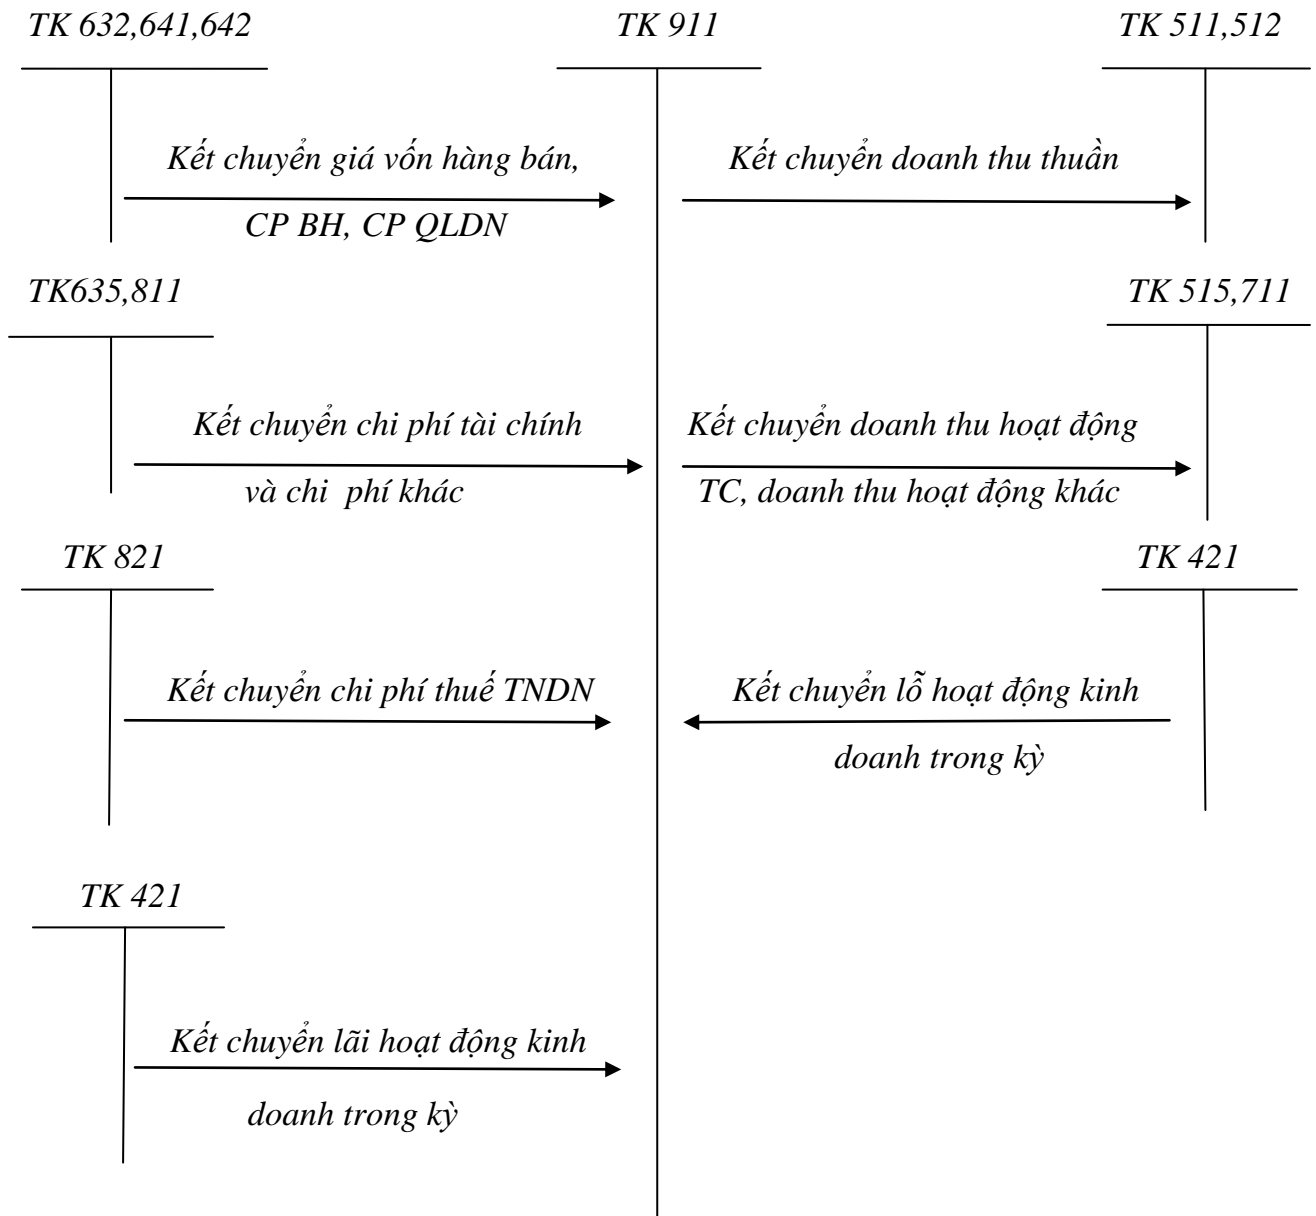 TK 632,641,642
TK 911
TK 511,512
Kết chuyển giá vốn hàng bán,
CP BH, CP QLDN
Kết chuyển doanh thu thuần
TK635,811
TK 515,711
Kết chuyển chi phí tài chính
và chi phí khác
Kết chuyển doanh thu hoạt động
TC, doanh thu hoạt động khác
TK 821
TK 421
Kết chuyển chi phí thuế TNDN
Kết chuyển lỗ hoạt động kinh
doanh trong kỳ
TK 421
Kết chuyển lãi hoạt động kinh
doanh trong kỳ